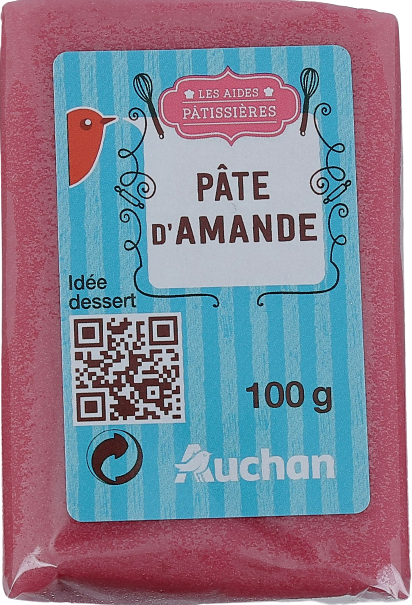 LES AIDES
PÂTISSIÈRES
PÂTE
D'AMANDE
Idée
dessert
100 g
Auchan